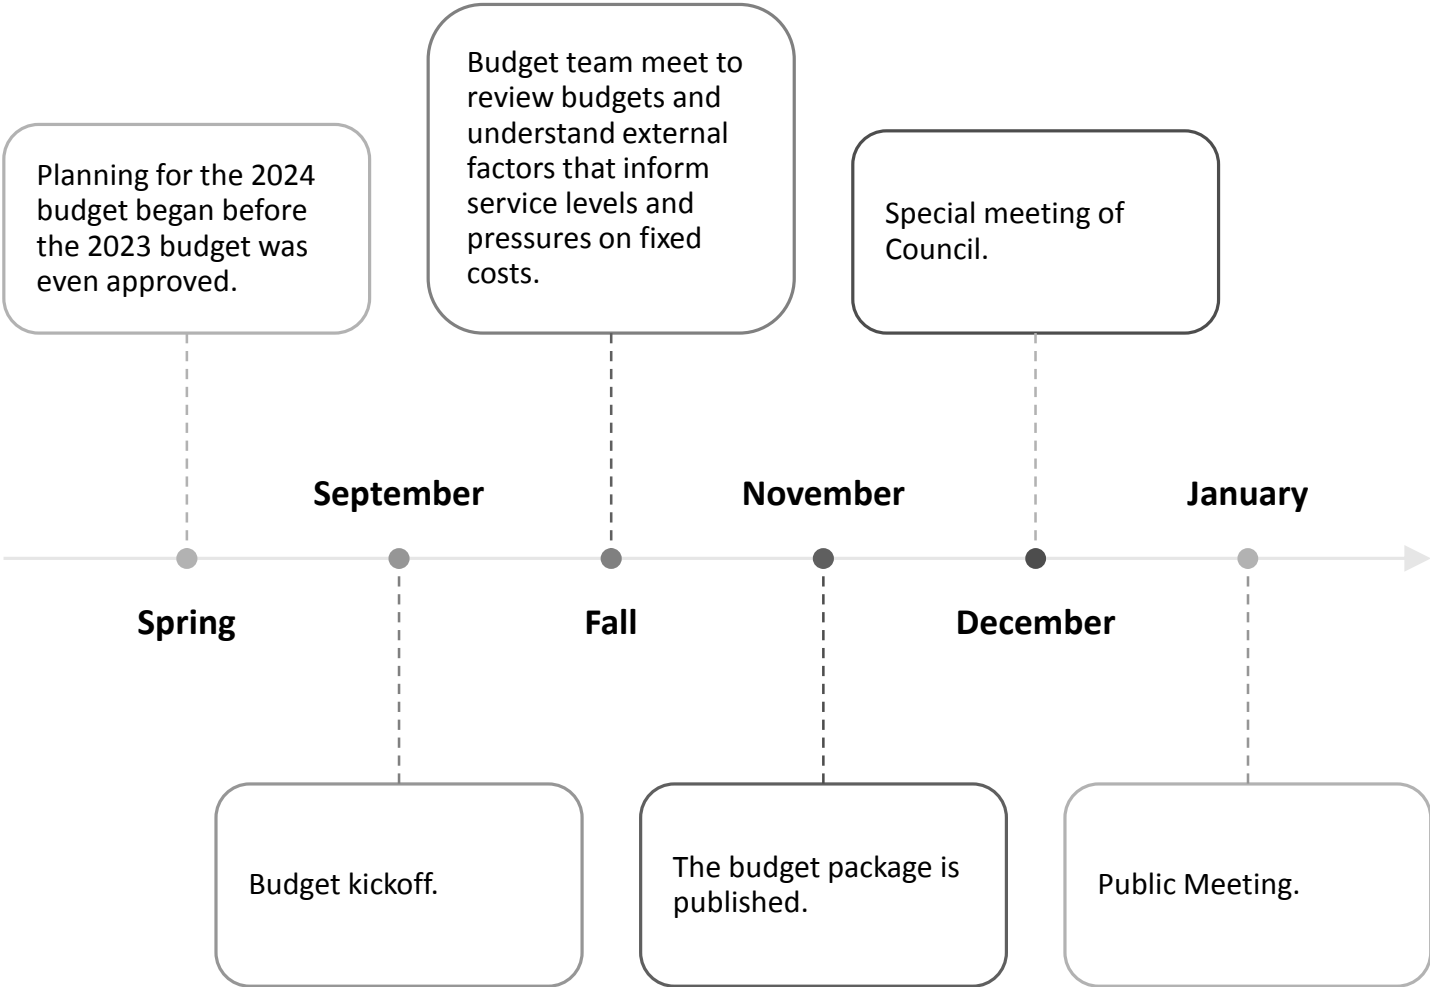 Planning for the 2024
budget began before
the 2023 budget was
even approved.
Budget team meet to
review budgets and
understand external
factors that inform
service levels and
pressures on fixed
costs.
Special meeting of
Council.
September
November
January
Spring
Fall
December
Budget kickoff.
The budget package is
published.
Public Meeting.